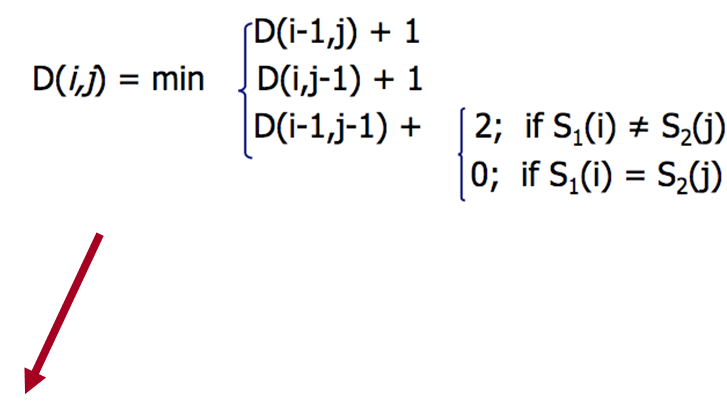 D(i-1,j) + 1
D(i,j) = min D(i,j-1) + 1
D(i-1,j-1) + 2; if S₁(i) ≠ S₂(j)
0; if S₁(i) = S₂(j)